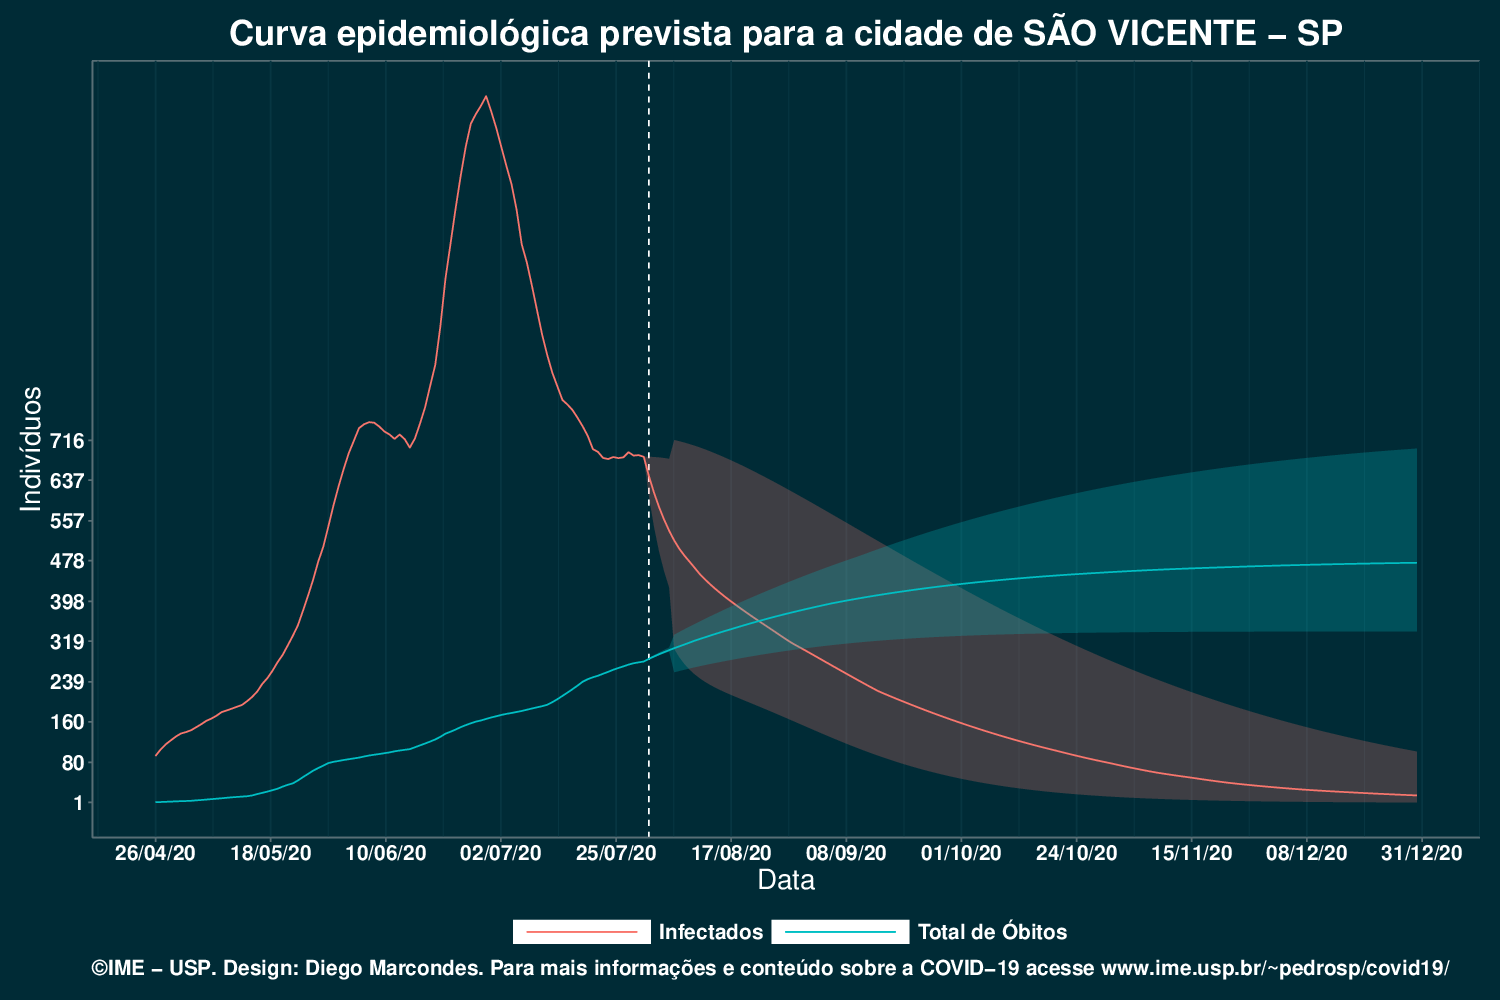 Curva epidemiológica prevista para a cidade de SÃO VICENTE – SP
Indivíduos
716
637
557
478
398
319
239
160
80
1
26/04/20 18/05/20 10/06/20 02/07/20 25/07/20 17/08/20 08/09/20 01/10/20 24/10/20 15/11/20 08/12/20 31/12/20
Data
Infectados Total de Óbitos
©IME – USP. Design: Diego Marcondes. Para mais informações e conteúdo sobre a COVID–19 acesse www.ime.usp.br/~pedrosp/covid19/